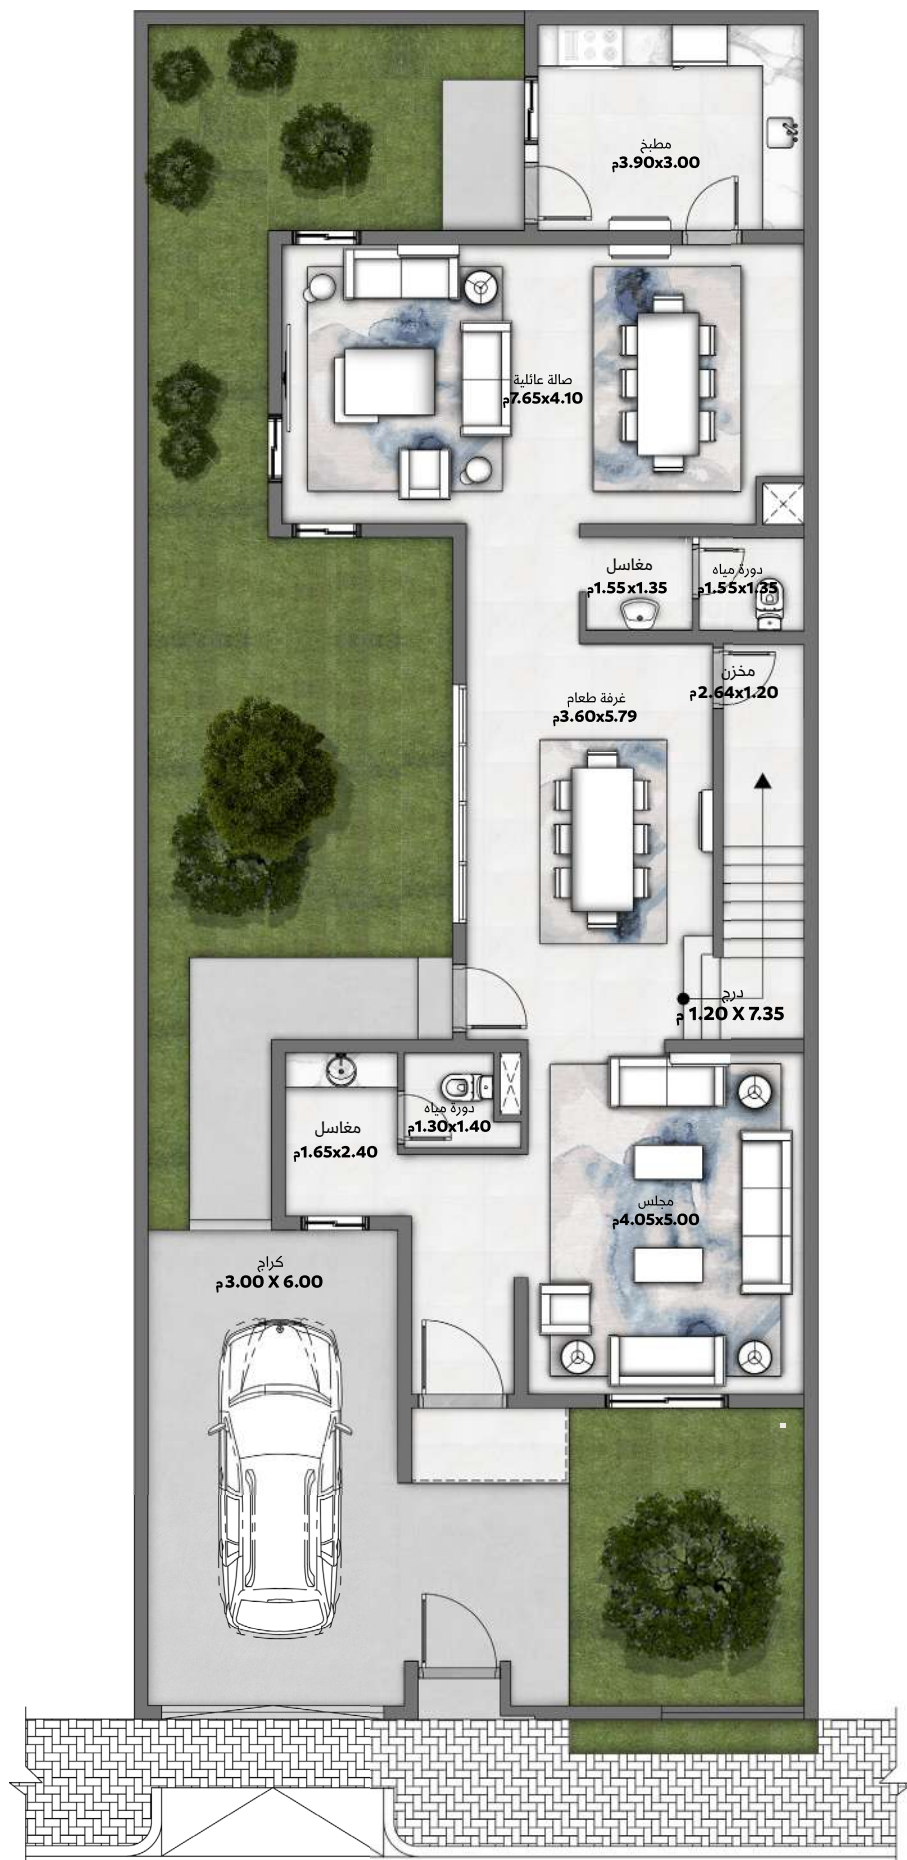 مطبخ
3.90x3.00م
صالة عائلية
7.65x4.10م
مغاسل
1.55x1.35م
دورة مياه
1.55x1.35م
مخزن
2.64x1.20م
غرفة طعام
3.60x5.79م
درج
1.20 X 7.35 م
دورة مياه
1.30x1.40م
مغاسل
1.65x2.40م
مجلس
4.05x5.00م
كراج
3.00 X 6.00م